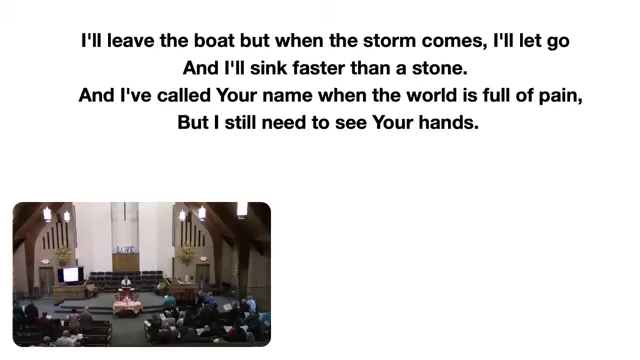 I'll leave the boat but when the storm comes, I'll let go
And I'll sink faster than a stone.
And I've called Your name when the world is full of pain,
But I still need to see Your hands.